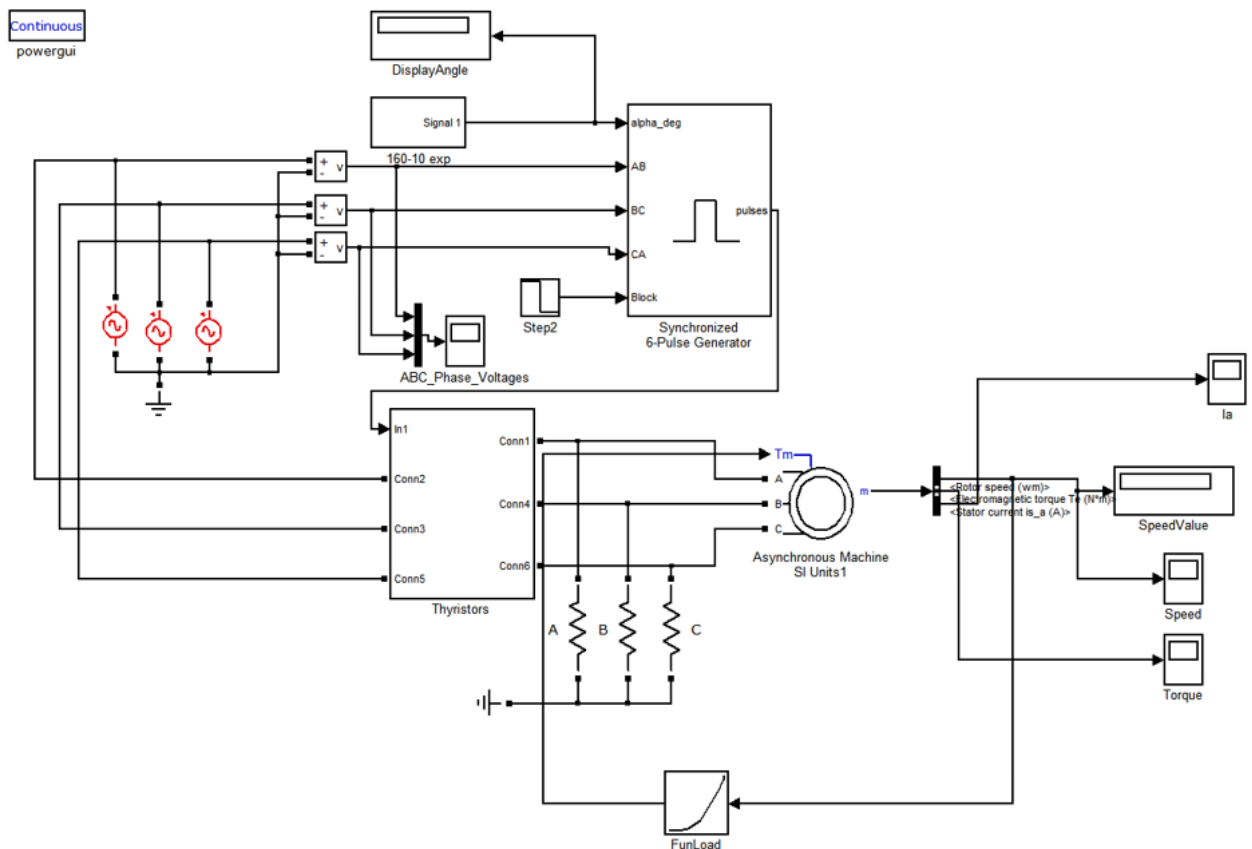 Continuous
powergui
DisplayAngle
Signal 1
160-10 exp
alpha_deg
AB
BC
CA
Block
pulses
Synchronized
6-Pulse Generator
+
-
v
+
-
v
+
-
v
Step2
ABC_Phase_Voltages
In1
Conn1
Conn2
Conn4
Conn3
Conn6
Conn5
Thyristors
Tm
A
B
C
m
Asynchronous Machine
SI Units1
<Rotor speed (wm)>
<Electromagnetic torque Te (N*m)>
<Stator current is_a (A)>
Ia
SpeedValue
Speed
Torque
A
B
C
FunLoad